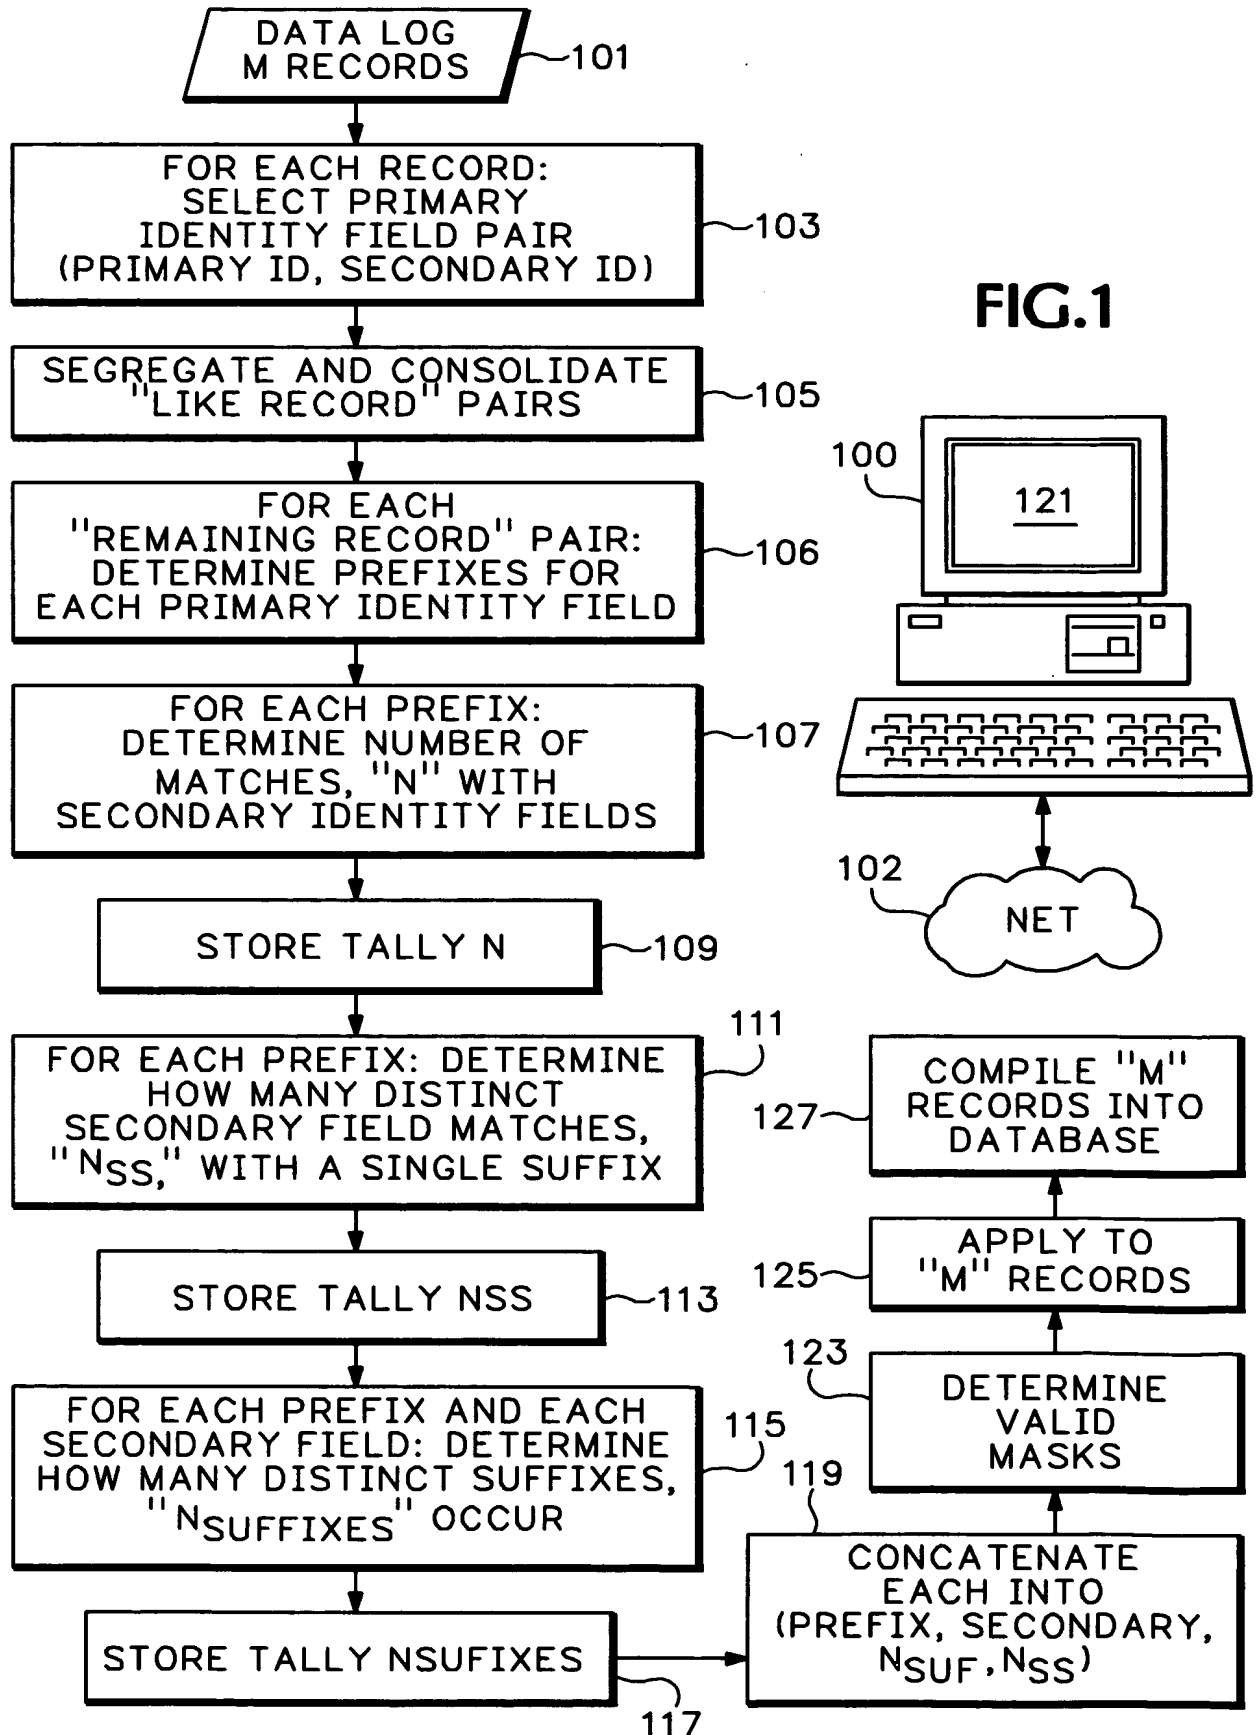 DATA LOG
M RECORDS
101
FOR EACH RECORD:
SELECT PRIMARY
IDENTITY FIELD PAIR
(PRIMARY ID, SECONDARY ID)
103
SEGREGATE AND CONSOLIDATE
"LIKE RECORD" PAIRS
105
FOR EACH
"REMAINING RECORD" PAIR:
DETERMINE PREFIXES FOR
EACH PRIMARY IDENTITY FIELD
106
FOR EACH PREFIX:
DETERMINE NUMBER OF
MATCHES, "N" WITH
SECONDARY IDENTITY FIELDS
107
STORE TALLY N
109
FOR EACH PREFIX: DETERMINE
HOW MANY DISTINCT
SECONDARY FIELD MATCHES,
"NSS," WITH A SINGLE SUFFIX
111
STORE TALLY NSS
113
FOR EACH PREFIX AND EACH
SECONDARY FIELD: DETERMINE
HOW MANY DISTINCT SUFFIXES,
"NSUFFIXES" OCCUR
115
STORE TALLY NSUFIXES
117
FIG.1
100
121
102
NET
COMPILE "M"
RECORDS INTO
DATABASE
127
APPLY TO
"M" RECORDS
125
123
DETERMINE
VALID
MASKS
119
CONCATENATE
EACH INTO
(PREFIX, SECONDARY,
NSUF, NSS)